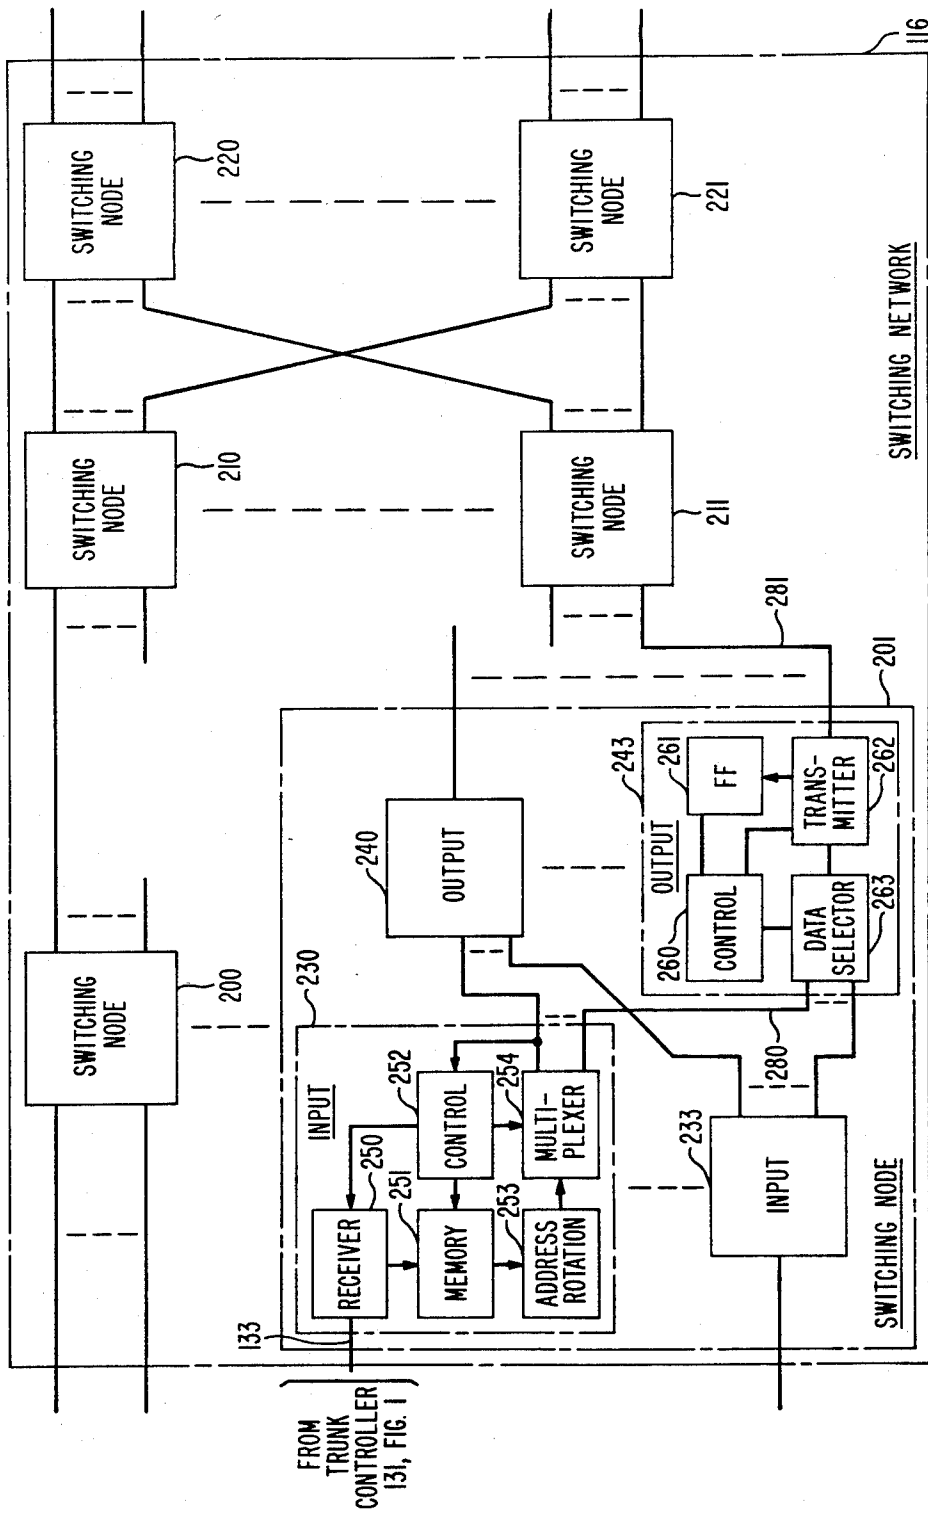 SWITCHING
NODE
200
SWITCHING
NODE
210
SWITCHING
NODE
220
116
SWITCHING
NODE
211
SWITCHING
NODE
221
SWITCHING NETWORK
FROM
TRUNK
CONTROLLER
131, FIG. 1
133
INPUT
230
RECEIVER
250
MEMORY
251
CONTROL
252
ADDRESS
ROTATION
253
MULTI-
PLEXER
254
OUTPUT
240
280
INPUT
233
OUTPUT
243
CONTROL
260
FF
261
DATA
SELECTOR
263
TRANS-
MITTER
262
281
201
SWITCHING NODE